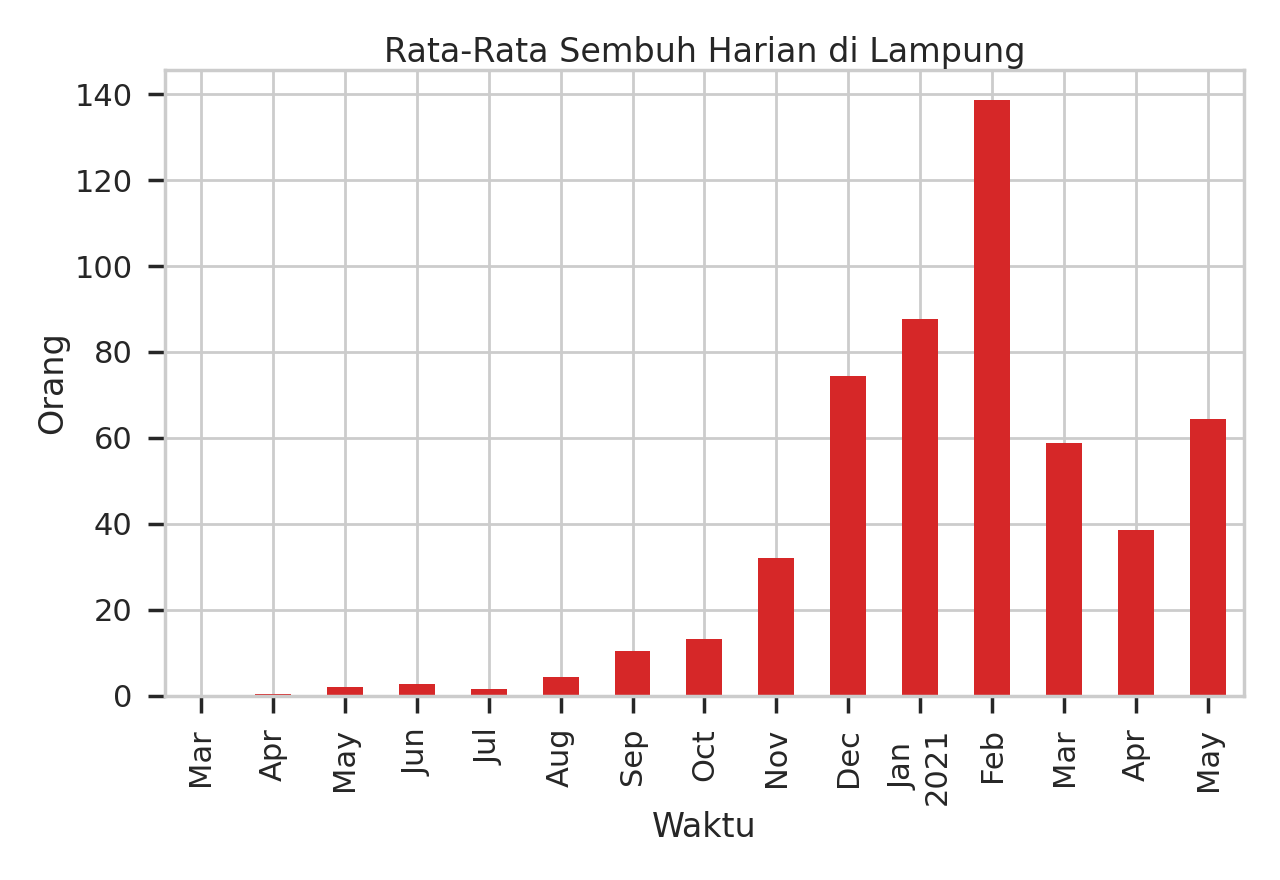 Rata-Rata Sembuh Harian di Lampung
140
120
100
80
60
40
20
0
Orang
Mar
Apr
May
Jun
Jul
Aug
Sep
Oct
Nov
Dec
Jan
2021
Feb
Mar
Apr
May
Waktu